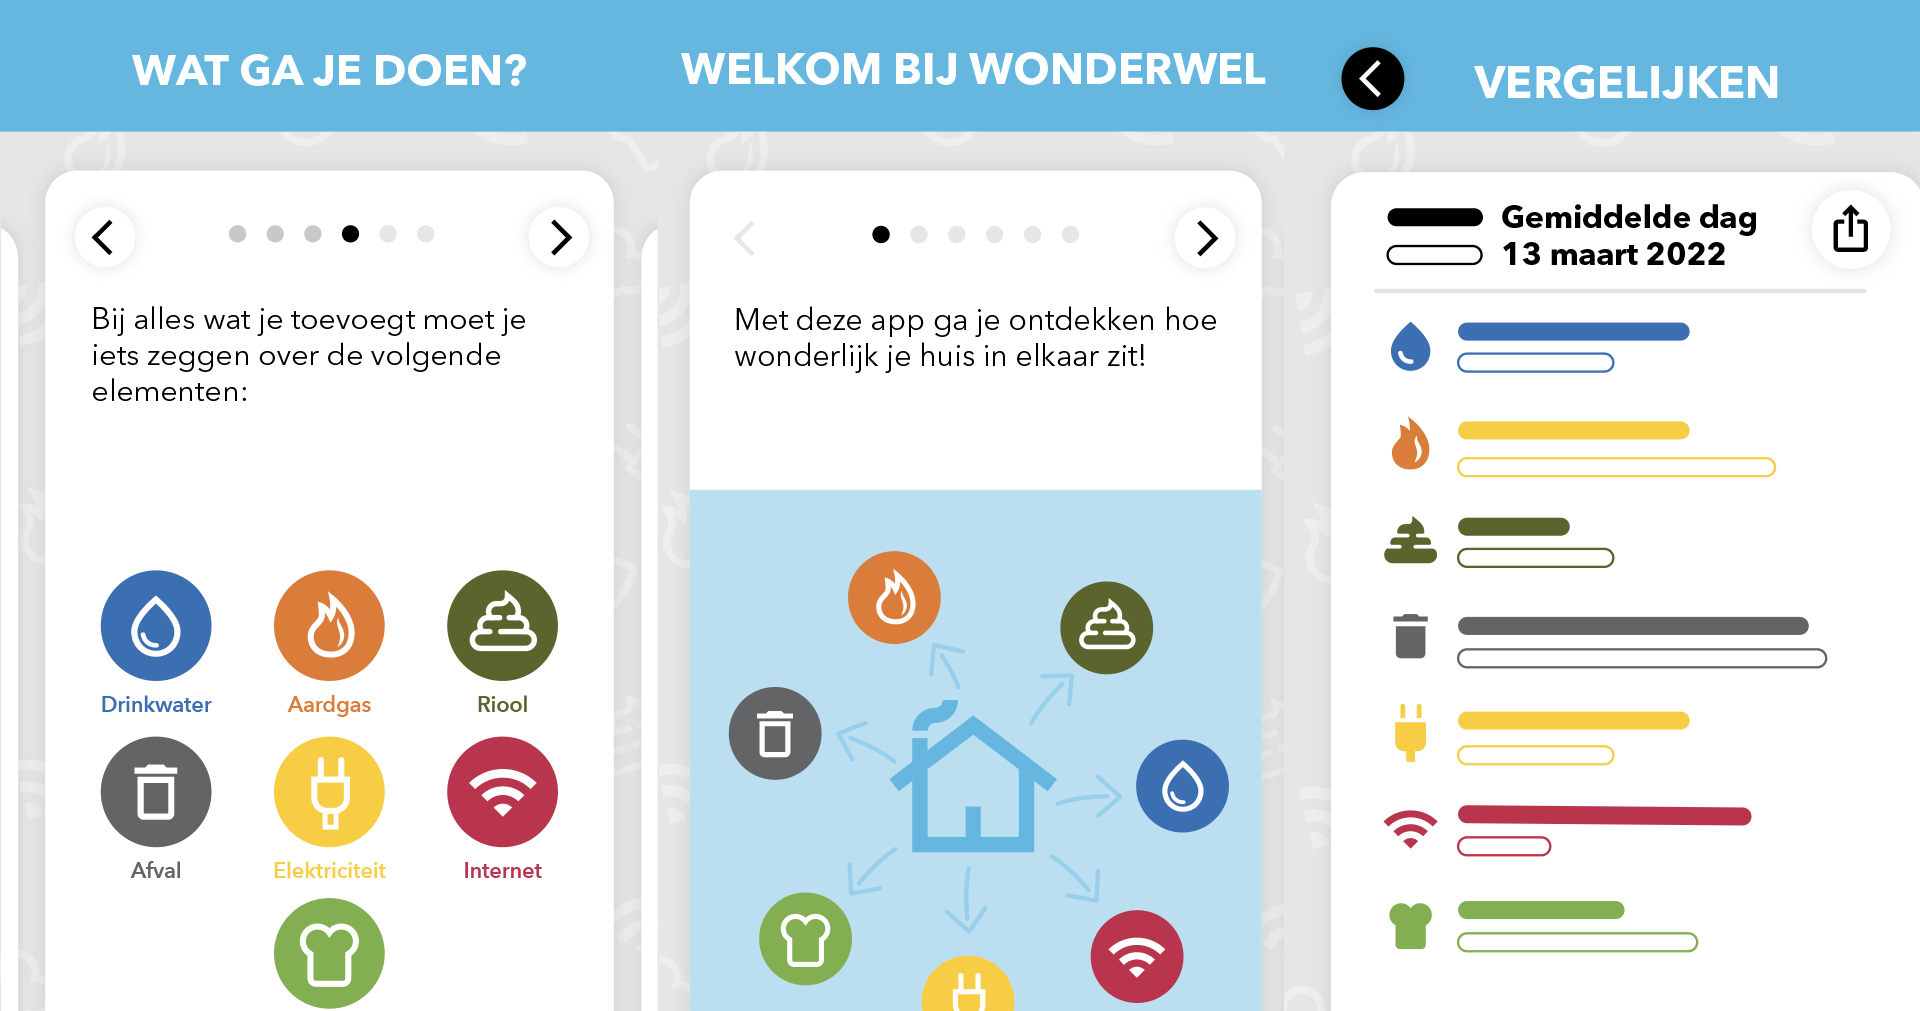 WAT GA JE DOEN?
Bij alles wat je toevoegt moet je
iets zeggen over de volgende
elementen:
Drinkwater
Aardgas
Riool
Afval
Elektriciteit
Internet
WELKOM BIJ WONDERWEL
Met deze app ga je ontdekken hoe
wonderlijk je huis in elkaar zit!
VERGELIJKEN
Gemiddelde dag
13 maart 2022